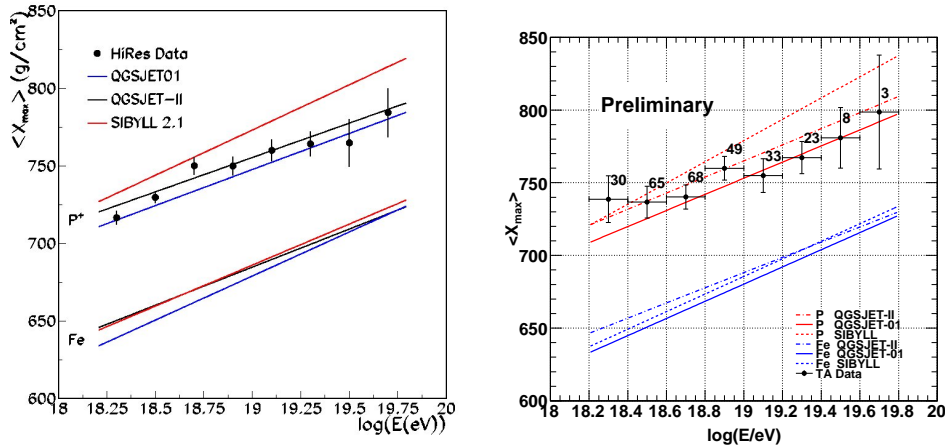 850
800
750
700
650
600
<X_max> (g/cm²)
HiRes Data
QGSJET01
QGSJET-II
SIBYLL 2.1
P⁺
Fe
18 18.25 18.5 18.75 19 19.25 19.5 19.75 20
log(E(eV))
850
800
750
700
650
600
<X_max>
Preliminary
30
65
68
49
33
23
8
3
P QGSJET-II
P QGSJET-01
P SIBYLL
Fe QGSJET-II
Fe QGSJET-01
Fe SIBYLL
TA Data
18 18.2 18.4 18.6 18.8 19 19.2 19.4 19.6 19.8 20
log(E/eV)